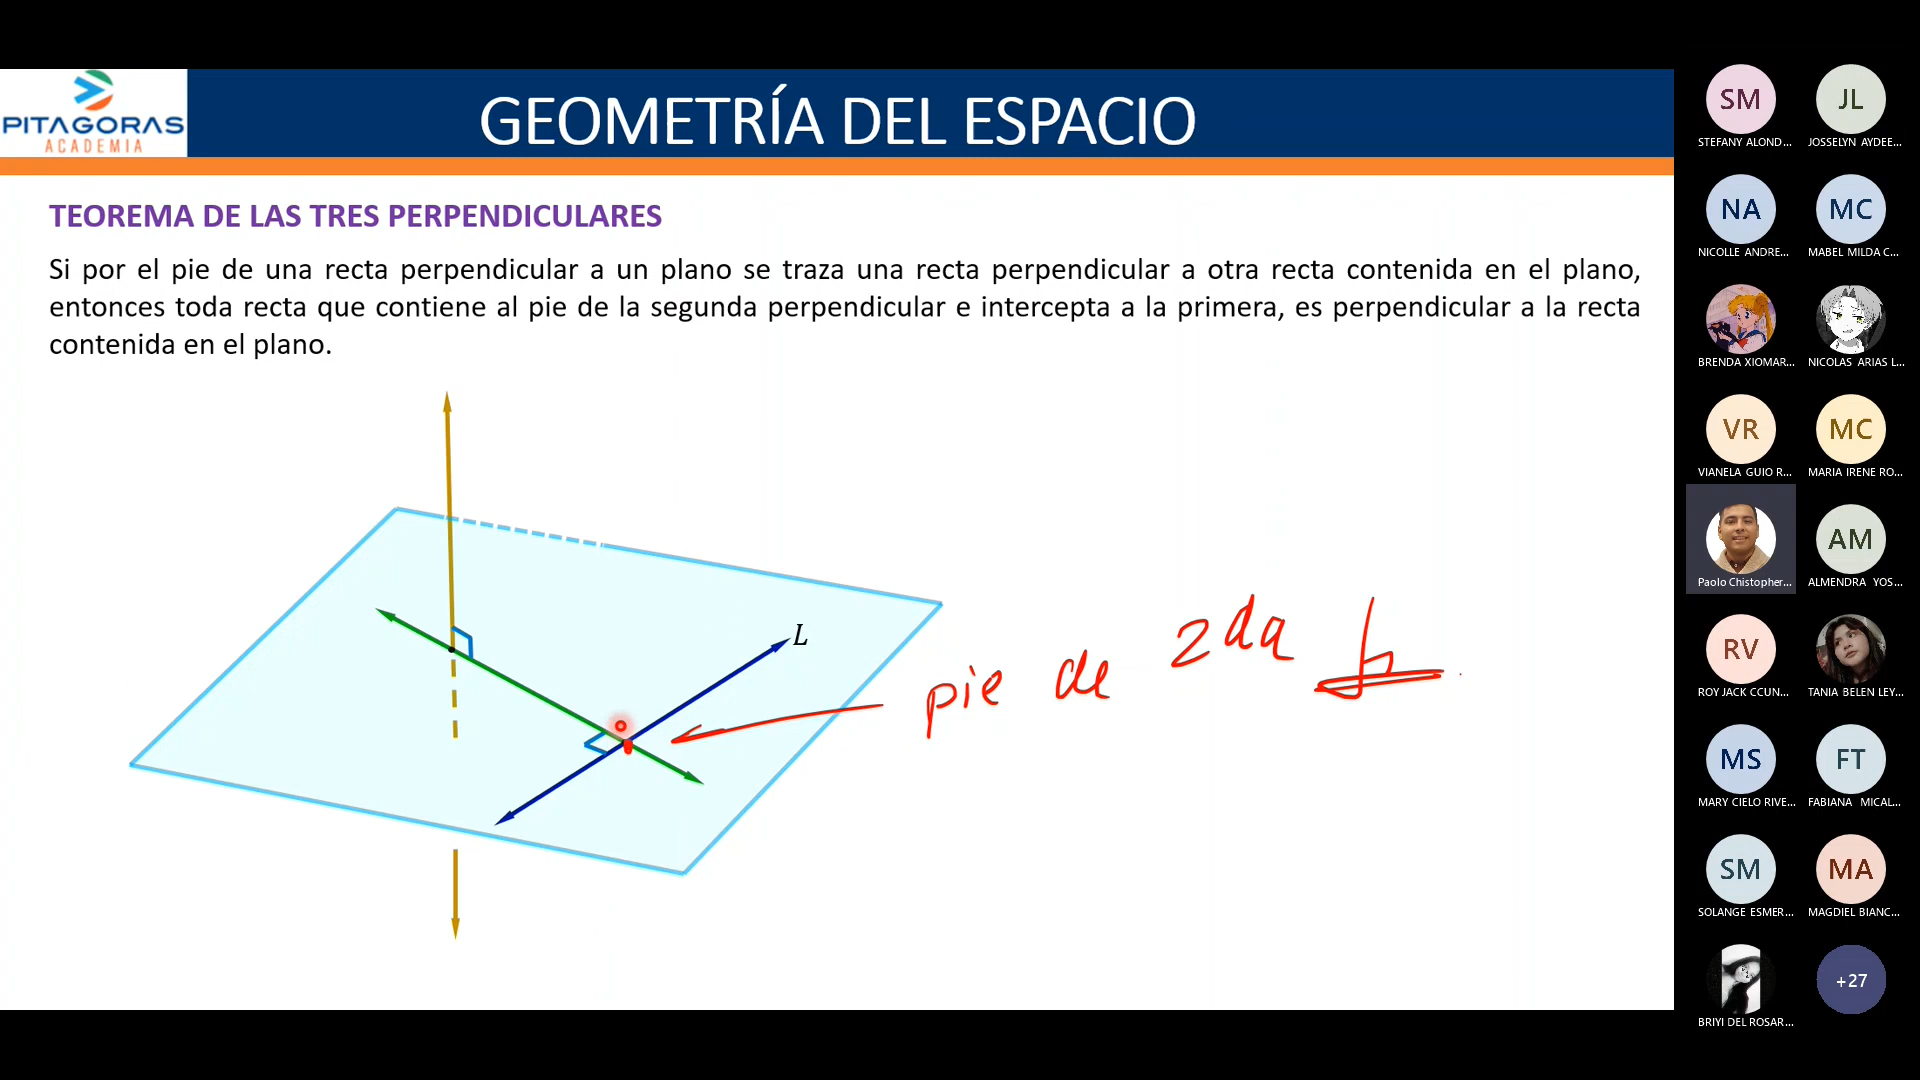 PITAGORAS
ACADEMIA
GEOMETRÍA DEL ESPACIO
TEOREMA DE LAS TRES PERPENDICULARES
Si por el pie de una recta perpendicular a un plano se traza una recta perpendicular a otra recta contenida en el plano,
entonces toda recta que contiene al pie de la segunda perpendicular e intercepta a la primera, es perpendicular a la recta
contenida en el plano.
L
pie de 2da
SM JL
STEFANY ALOND... JOSSELYN AYDEE...
NA MC
NICOLLE ANDRE... MABEL MILDA C...
BRENDA XIOMAR... NICOLAS ARIAS L...
VR MC
VIANELA GUIO R... MARIA IRENE RO...
AM
Paolo Chistopher... ALMENDRA YOS...
RV
ROY JACK CCUN... TANIA BELEN LEY...
MS FT
MARY CIELO RIVE... FABIANA MICAL...
SM MA
SOLANGE ESMER... MAGDIEL BIANC...
+27
BRIYI DEL ROSAR...